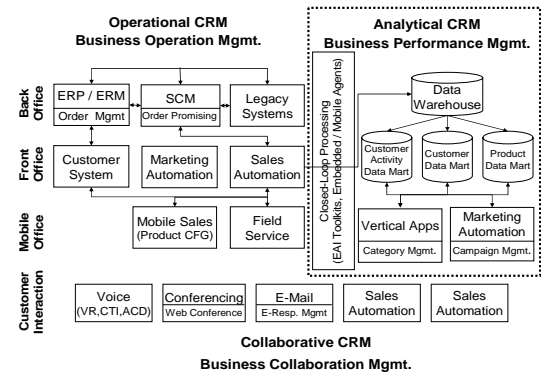 Operational CRM
Business Operation Mgmt.
Analytical CRM
Business Performance Mgmt.
Back
Office
ERP / ERM
Order Mgmt
SCM
Order Promising
Legacy
Systems
Front
Office
Customer
System
Marketing
Automation
Sales
Automation
Mobile
Office
Mobile Sales
(Product CFG)
Field
Service
Closed-Loop Processing
(EAI Toolkits, Embedded / Mobile Agents)
Data
Warehouse
Customer
Activity
Data Mart
Customer
Data Mart
Product
Data Mart
Vertical Apps
Category Mgmt.
Marketing
Automation
Campaign Mgmt.
Customer
Interaction
Voice
(VR,CTI,ACD)
Conferencing
Web Conference
E-Mail
E-Resp. Mgmt
Sales
Automation
Sales
Automation
Collaborative CRM
Business Collaboration Mgmt.